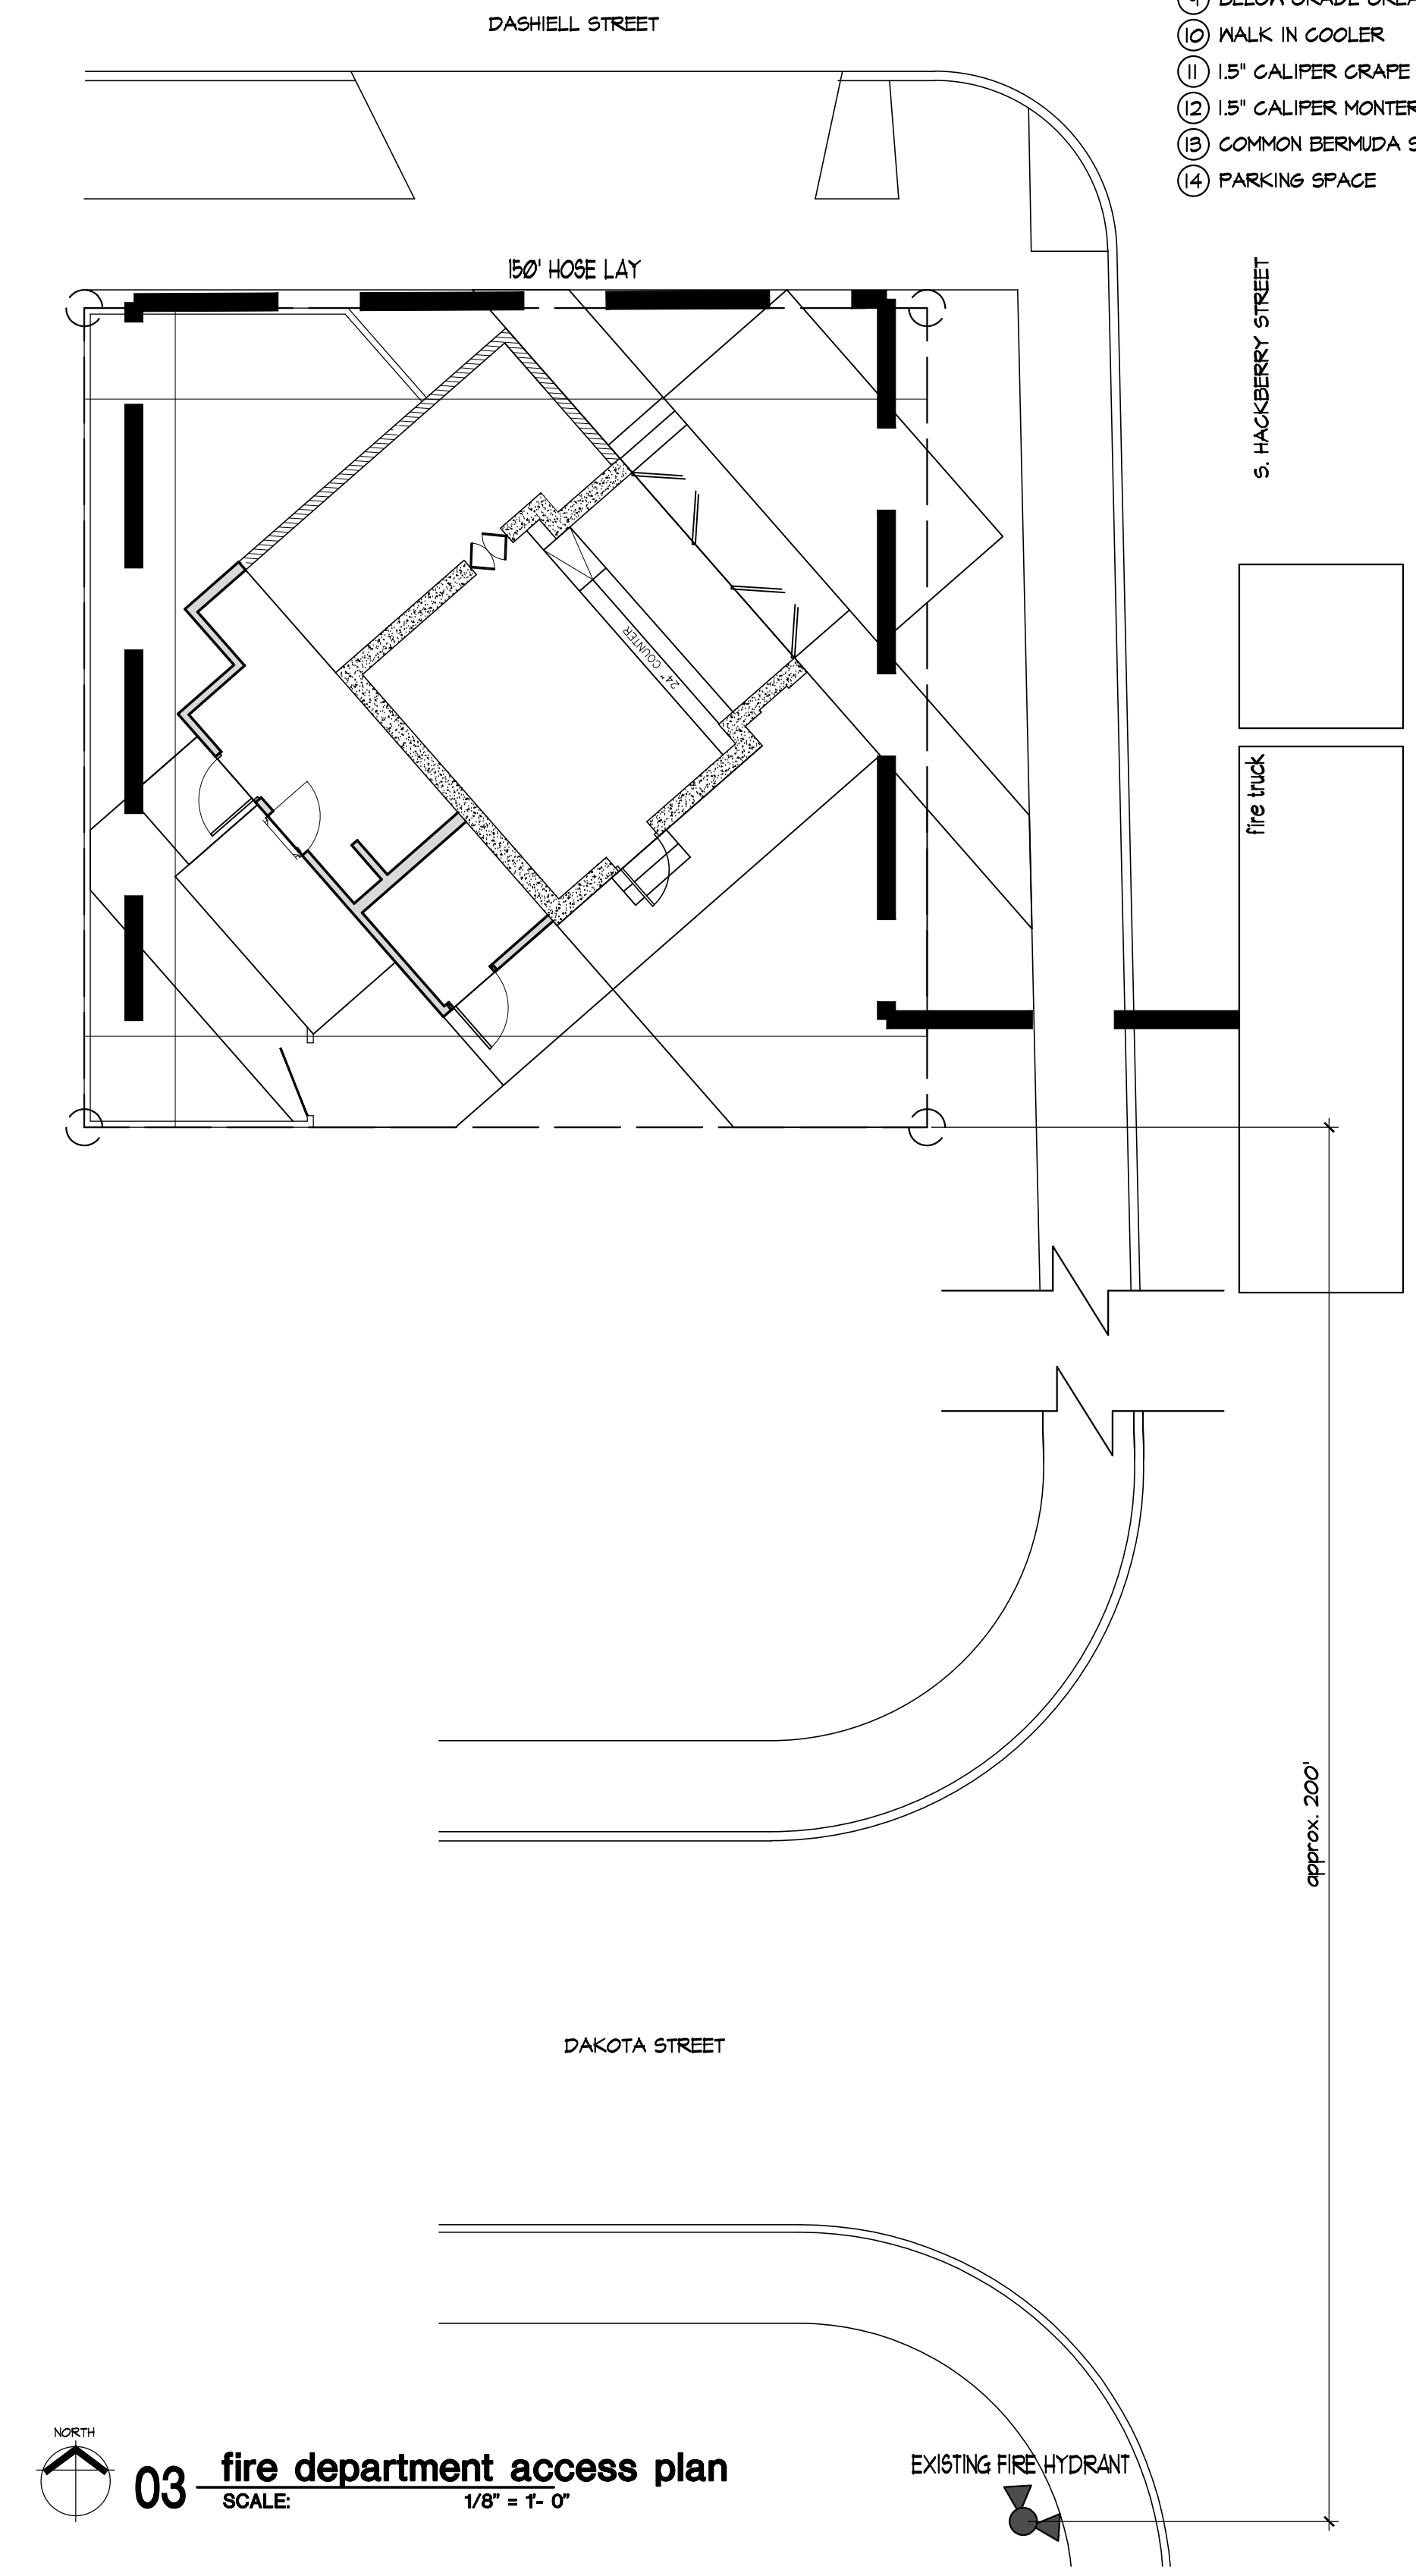 DASHIELL STREET
10 WALK IN COOLER
11 1.5" CALIPER CRAPE
12 1.5" CALIPER
13 COMMON BERMUDA
14 PARKING SPACE
150' HOSE LAY
S. HACKBERRY STREET
24" COUNTER
fire truck
approx. 200'
DAKOTA STREET
EXISTING FIRE HYDRANT
NORTH
03 fire department access plan
SCALE: 1/8" = 1'- 0"